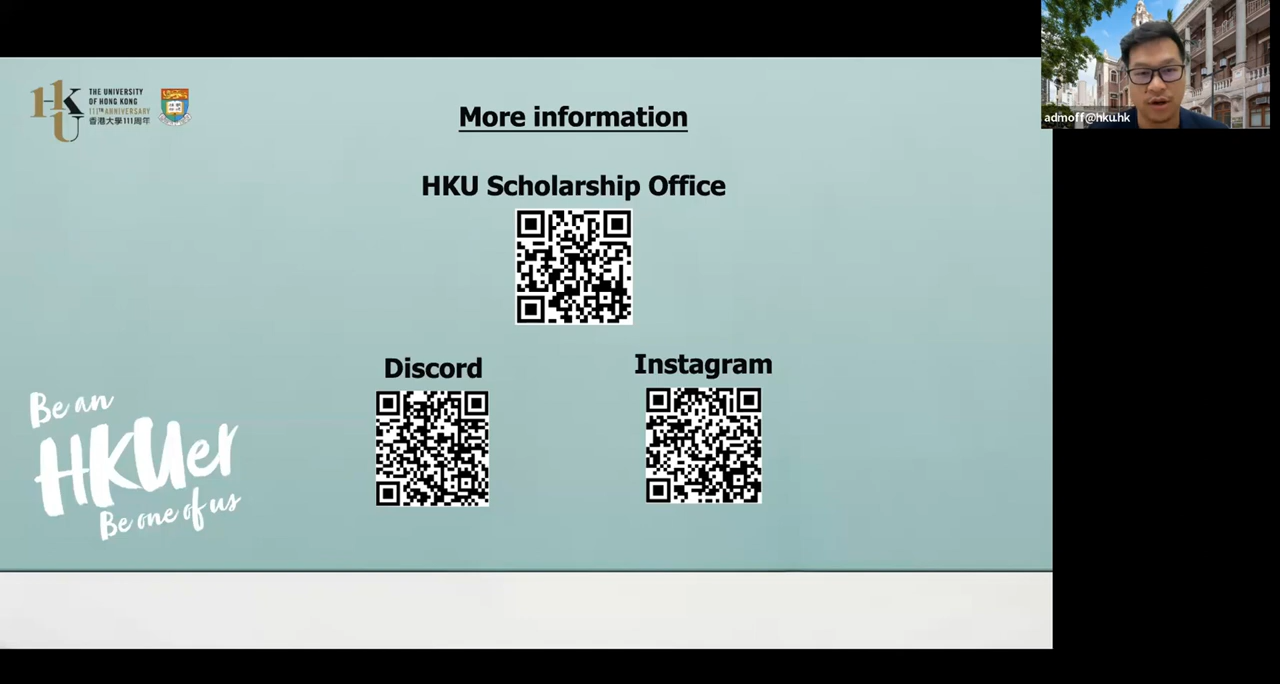 THE UNIVERSITY
OF HONG KONG
111TH ANNIVERSARY
香港大學111周年
More information
admoff@hku.hk
HKU Scholarship Office
Discord
Instagram
Be an
HKUer
Be one of us